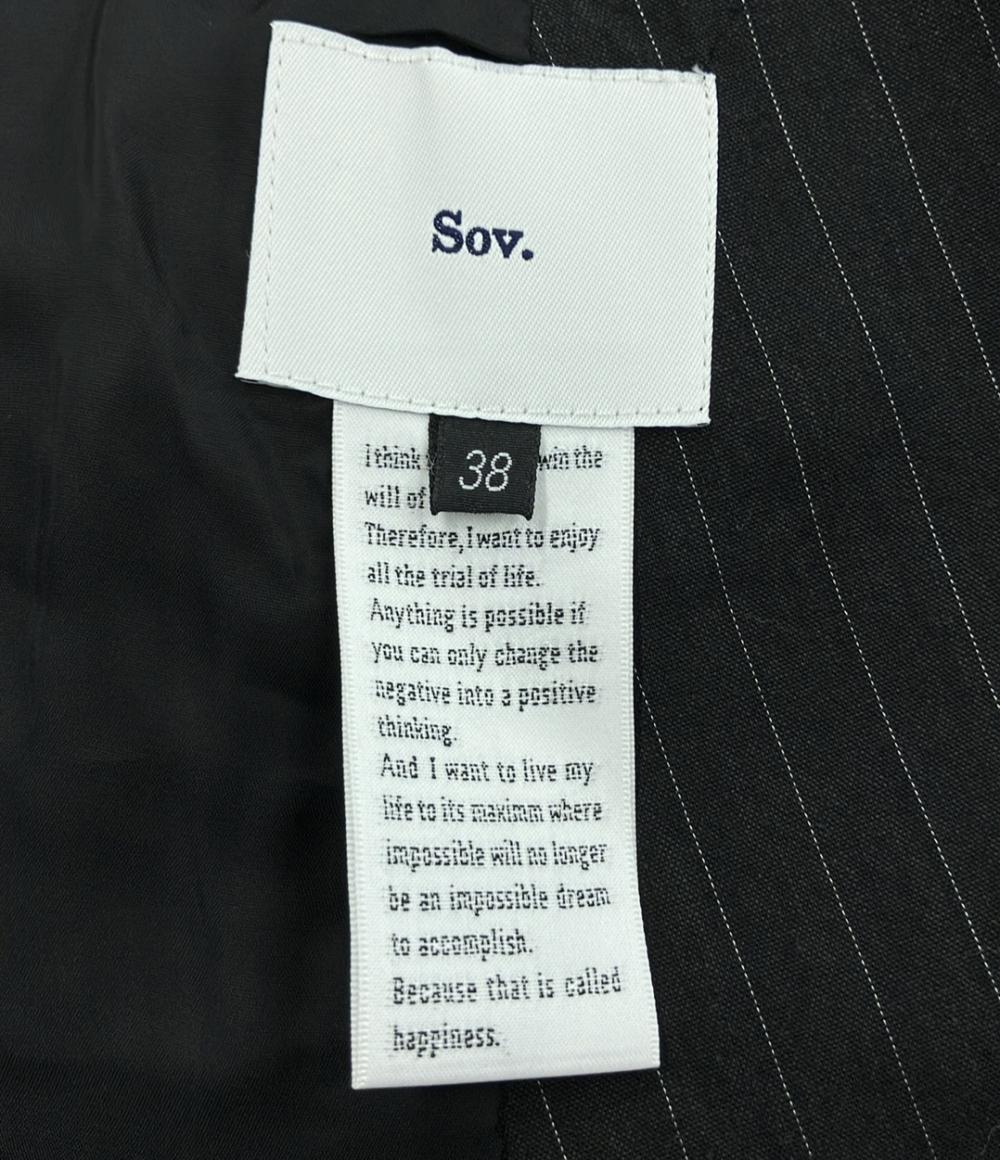 Sov.
38
I think win the
will of
Therefore, I want to enjoy
all the trial of life.
Anything is possible if
you can only change the
negative into a positive
thinking.
And I want to live my
life to its maximm where
impossible will no longer
be an impossible dream
to accomplish.
Because that is called
happiness.